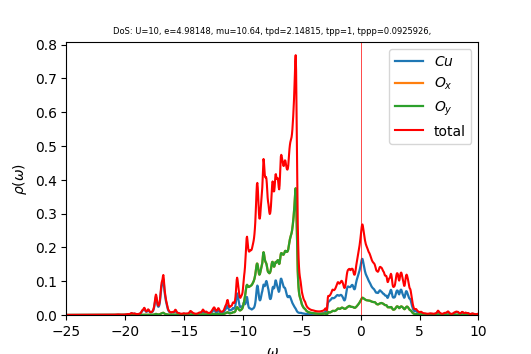 DoS: U=10, e=4.98148, mu=10.64, tpd=2.14815, tpp=1, tppp=0.0925926,
0.8
0.7
0.6
0.5
0.4
0.3
0.2
0.1
0.0
ρ(ω)
Cu
Oₓ
O_y
total
−25 −20 −15 −10 −5 0 5 10
ω